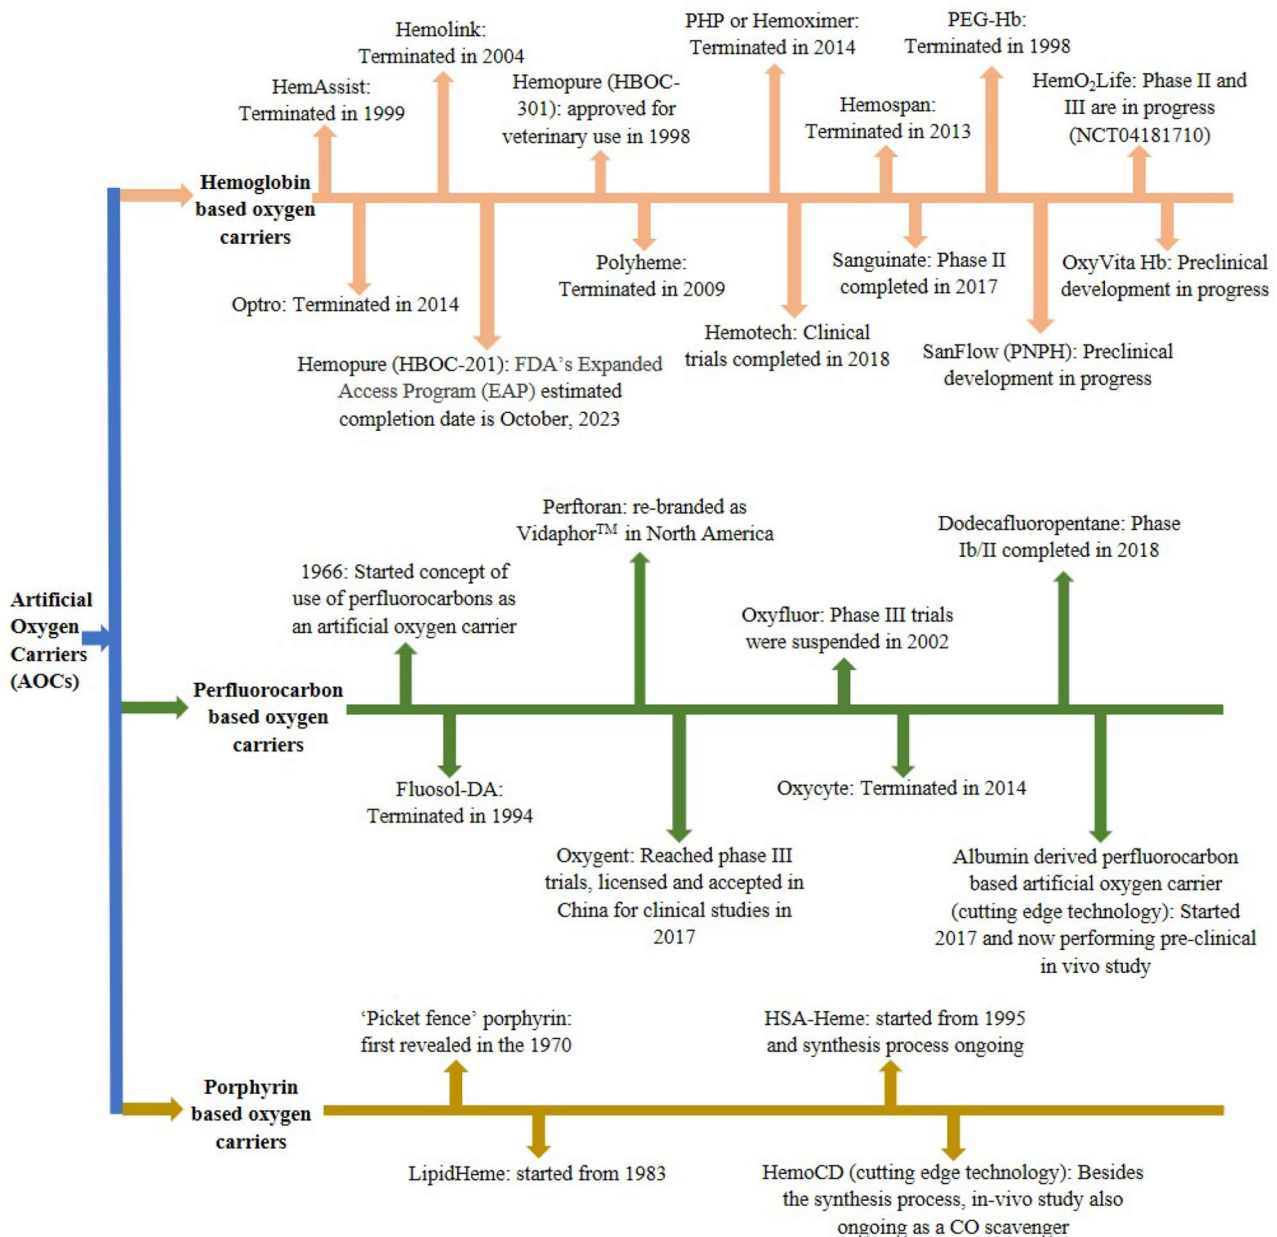 Hemolink:
Terminated in 2004
PHP or Hemoximer:
Terminated in 2014
PEG-Hb:
Terminated in 1998
HemAssist:
Terminated in 1999
Hemopure (HBOC-
301): approved for
veterinary use in 1998
Hemospan:
Terminated in 2013
HemO₂Life: Phase II and
III are in progress
(NCT04181710)
Hemoglobin
based oxygen
carriers
Optro: Terminated in 2014
Polyheme:
Terminated in 2009
Sanguinate: Phase II
completed in 2017
OxyVita Hb: Preclinical
development in progress
Hemopure (HBOC-201): FDA's Expanded
Access Program (EAP) estimated
completion date is October, 2023
Hemotech: Clinical
trials completed in 2018
SanFlow (PNPH): Preclinical
development in progress
Artificial
Oxygen
Carriers
(AOCs)
1966: Started concept of
use of perfluorocarbons as
an artificial oxygen carrier
Perftoran: re-branded as
Vidaphor™ in North America
Oxyfluor: Phase III trials
were suspended in 2002
Dodecafluoropentane: Phase
Ib/II completed in 2018
Perfluorocarbon
based oxygen
carriers
Fluosol-DA:
Terminated in 1994
Oxygent: Reached phase III
trials, licensed and accepted in
China for clinical studies in
2017
Oxycyte: Terminated in 2014
Albumin derived perfluorocarbon
based artificial oxygen carrier
(cutting edge technology): Started
2017 and now performing pre-clinical
in vivo study
‘Picket fence’ porphyrin:
first revealed in the 1970
HSA-Heme: started from 1995
and synthesis process ongoing
Porphyrin
based oxygen
carriers
LipidHeme: started from 1983
HemoCD (cutting edge technology): Besides
the synthesis process, in-vivo study also
ongoing as a CO scavenger